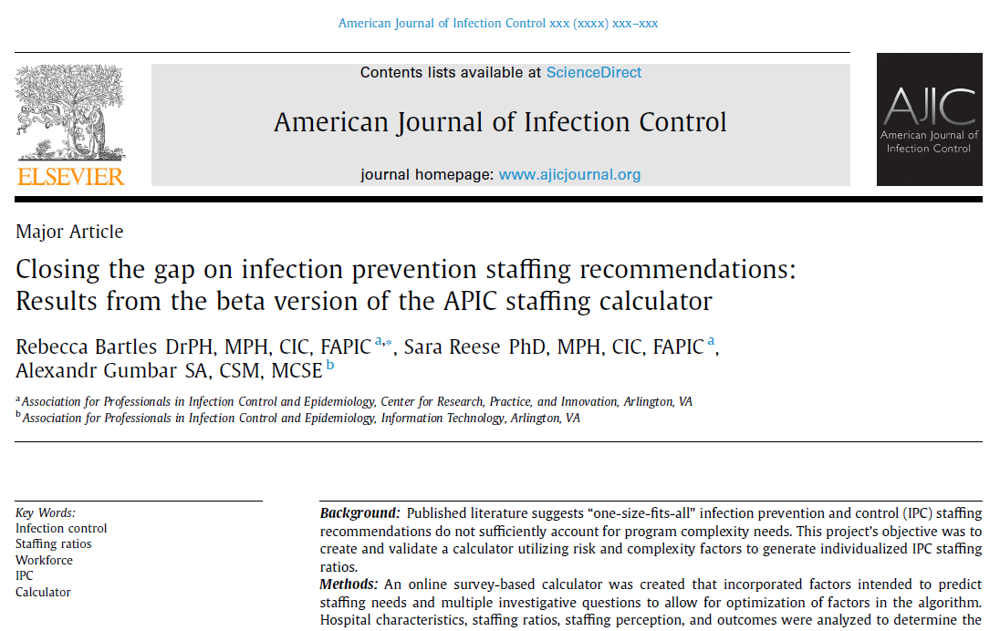 American Journal of Infection Control xxx (xxxx) xxx–xxx
Contents lists available at ScienceDirect
American Journal of Infection Control
journal homepage: www.ajicjournal.org
ELSEVIER
AJIC
American Journal of
Infection Control
Major Article
Closing the gap on infection prevention staffing recommendations:
Results from the beta version of the APIC staffing calculator
Rebecca Bartles DrPH, MPH, CIC, FAPIC a,*, Sara Reese PhD, MPH, CIC, FAPIC a,
Alexandr Gumbar SA, CSM, MCSE b
a Association for Professionals in Infection Control and Epidemiology, Center for Research, Practice, and Innovation, Arlington, VA
b Association for Professionals in Infection Control and Epidemiology, Information Technology, Arlington, VA
Key Words:
Infection control
Staffing ratios
Workforce
IPC
Calculator
Background: Published literature suggests “one-size-fits-all” infection prevention and control (IPC) staffing
recommendations do not sufficiently account for program complexity needs. This project’s objective was to
create and validate a calculator utilizing risk and complexity factors to generate individualized IPC staffing
ratios.
Methods: An online survey-based calculator was created that incorporated factors intended to predict
staffing needs and multiple investigative questions to allow for optimization of factors in the algorithm.
Hospital characteristics, staffing ratios, staffing perception, and outcomes were analyzed to determine the